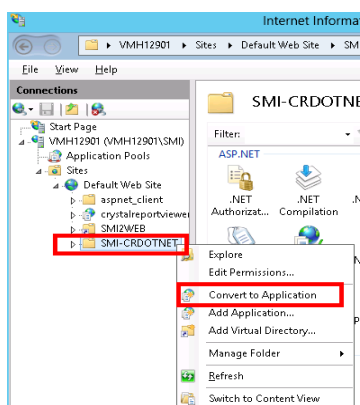 Internet Informa
VMH12901 Sites Default Web Site SM
File View Help
Connections
Start Page
VMH12901 (VMH12901\SMI)
Application Pools
Sites
Default Web Site
aspnet_client
crystalreportviewer
SMI2WEB
SMI-CRDOTNET
SMI-CRDOTNE
Filter:
ASP.NET
.NET Authorizat...
.NET Compilation
.N
Explore
Edit Permissions...
Convert to Application
Add Application...
Add Virtual Directory...
Manage Folder
Refresh
Switch to Content View